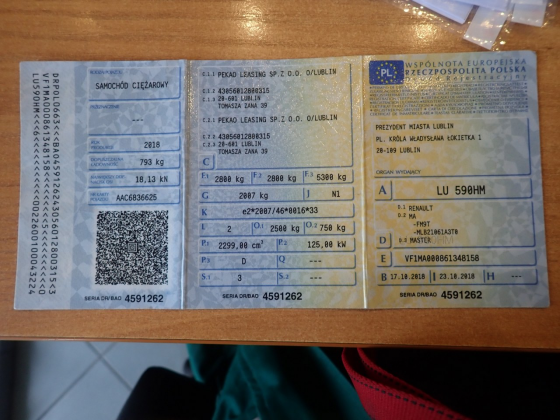 SAMOCHÓD CIĘŻAROWY
---
2018
793 kg
18,13 kN
AAC6036625
SERIA DR/BAO 4591262
C.1.1 PEKAO LEASING SP.Z O.O. O/LUBLIN
C.1.2 43056012800315
C.1.3 20-601 LUBLIN
TOMASZA ZANA 39
C.2.1 PEKAO LEASING SP.Z O.O. O/LUBLIN
C.2.2 43056012800315
C.2.3 20-601 LUBLIN
TOMASZA ZANA 39
C
F.1 2800 kg F.2 2800 kg F.3 5300 kg
G 2007 kg J N1
K e2*2007/46*0016*33
L 2 O.1 2500 kg O.2 750 kg
P.1 2299,00 cm³ P.2 125,00 kW
P.3 D Q ---
S.1 3 S.2 ---
SERIA DR/BAO 4591262
PL
WSPÓLNOTA EUROPEJSKA
RZECZPOSPOLITA POLSKA
PREZYDENT MIASTA LUBLIN
PL. KRÓLA WŁADYSŁAWA ŁOKIETKA 1
20-109 LUBLIN
ORGAN WYDAJĄCY
A LU 590HM
D.1 RENAULT
D.2 MA
D
D.3 MASTER
E VF1MA000861348158
B 17.10.2018 I 23.10.2018 H ---
SERIA DR/BAO 4591262